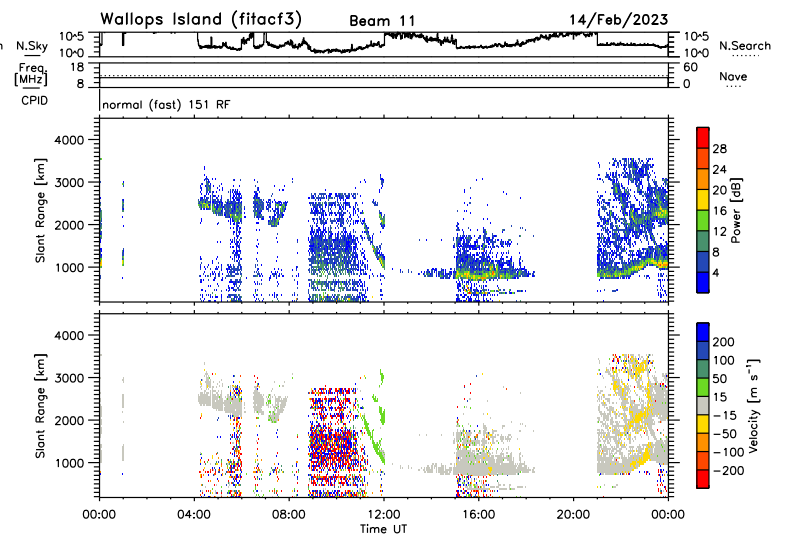 Wallops Island (fitacf3) Beam 11 14/Feb/2023
N.Sky 10^5 10^0 10^5 10^0 N.Search
Freq. [MHz] 18 8 60 0 Nave
CPID normal (fast) 151 RF
Slant Range [km]
4000
3000
2000
1000
28
24
20
16
12
8
4
Power [dB]
Slant Range [km]
4000
3000
2000
1000
200
100
50
15
-15
-50
-100
-200
Velocity [m s^-1]
00:00 04:00 08:00 12:00 16:00 20:00 00:00
Time UT